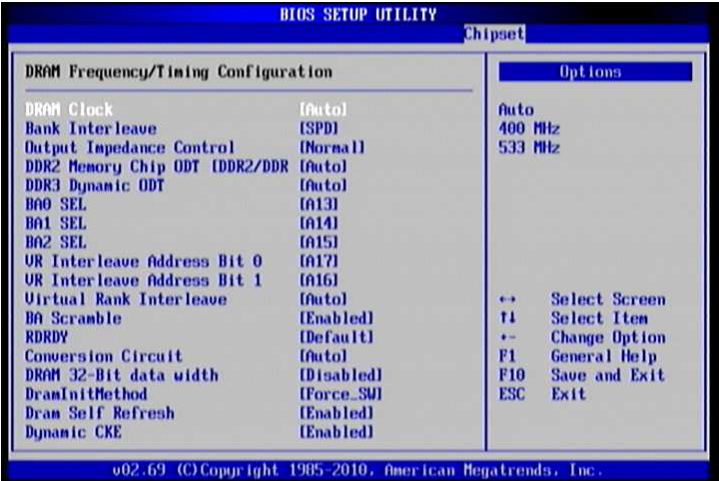 BIOS SETUP UTILITY
Chipset
DRAM Frequency/Timing Configuration
Options
DRAM Clock [Auto]
Bank Interleave [SPD]
Output Impedance Control [Normal]
DDR2 Memory Chip ODT [DDR2/DDR [Auto]
DDR3 Dynamic ODT [Auto]
BA0 SEL [A13]
BA1 SEL [A14]
BA2 SEL [A15]
VR Interleave Address Bit 0 [A17]
VR Interleave Address Bit 1 [A16]
Virtual Rank Interleave [Auto]
BA Scramble [Enabled]
RDRDY [Default]
Conversion Circuit [Auto]
DRAM 32-Bit data width [Disabled]
DramInitMethod [Force_SW]
Dram Self Refresh [Enabled]
Dynamic CKE [Enabled]
Auto
400 MHz
533 MHz
↔ Select Screen
↑↓ Select Item
+- Change Option
F1 General Help
F10 Save and Exit
ESC Exit
v02.69 (C)Copyright 1985-2010, American Megatrends, Inc.